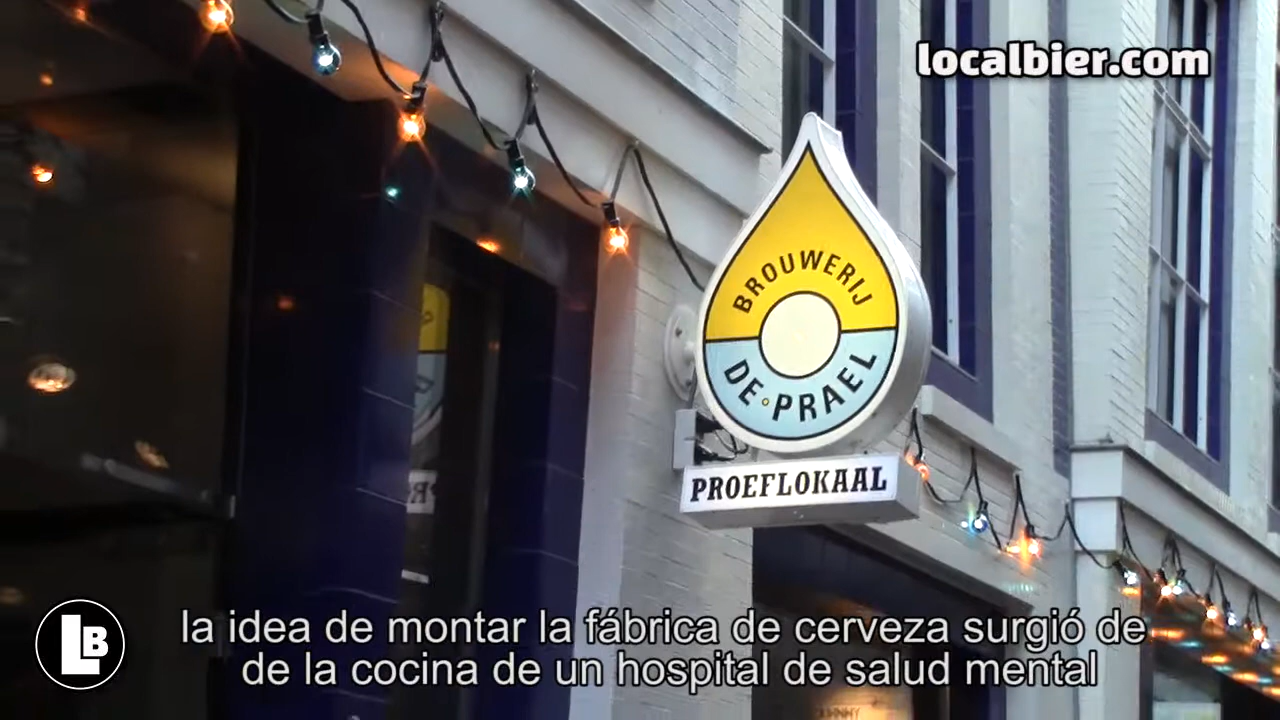 localbier.com
BROUWERIJ
DE·PRAEL
PROEFLOKAAL
LB
la idea de montar la fábrica de cerveza surgió de
de la cocina de un hospital de salud mental